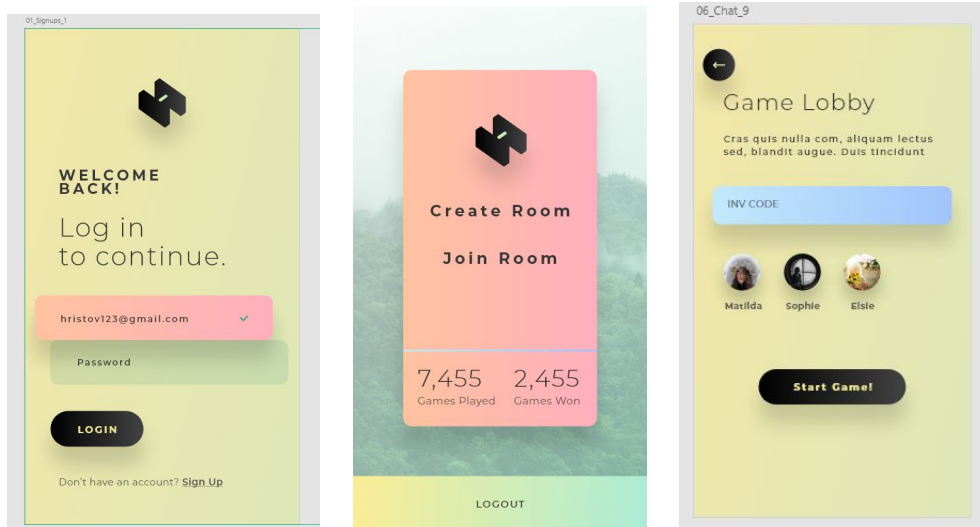 01_Signups_1
WELCOME
BACK!
Log in
to continue.
hristov123@gmail.com
Password
LOGIN
Don't have an account? Sign Up
Create Room
Join Room
7,455 2,455
Games Played Games Won
LOGOUT
06_Chat_9
Game Lobby
Cras quis nulla com, aliquam lectus
sed, blandit augue. Duis tincidunt
INV CODE
Matilda Sophie Elsie
Start Game!